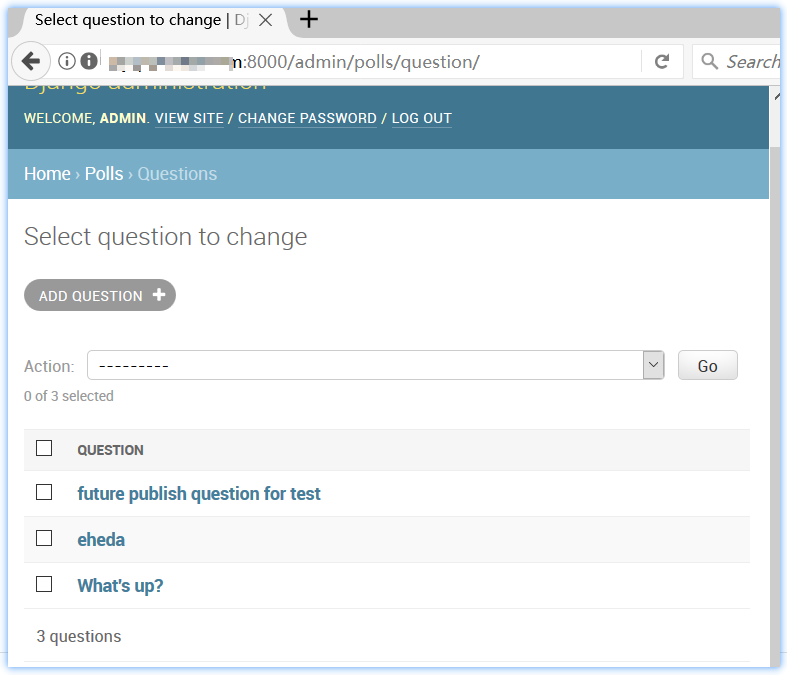 Select question to change | Dj
m:8000/admin/polls/question/
Search
Django administration
WELCOME, ADMIN. VIEW SITE / CHANGE PASSWORD / LOG OUT
Home › Polls › Questions
Select question to change
ADD QUESTION +
Action: --------- Go
0 of 3 selected
QUESTION
future publish question for test
eheda
What's up?
3 questions